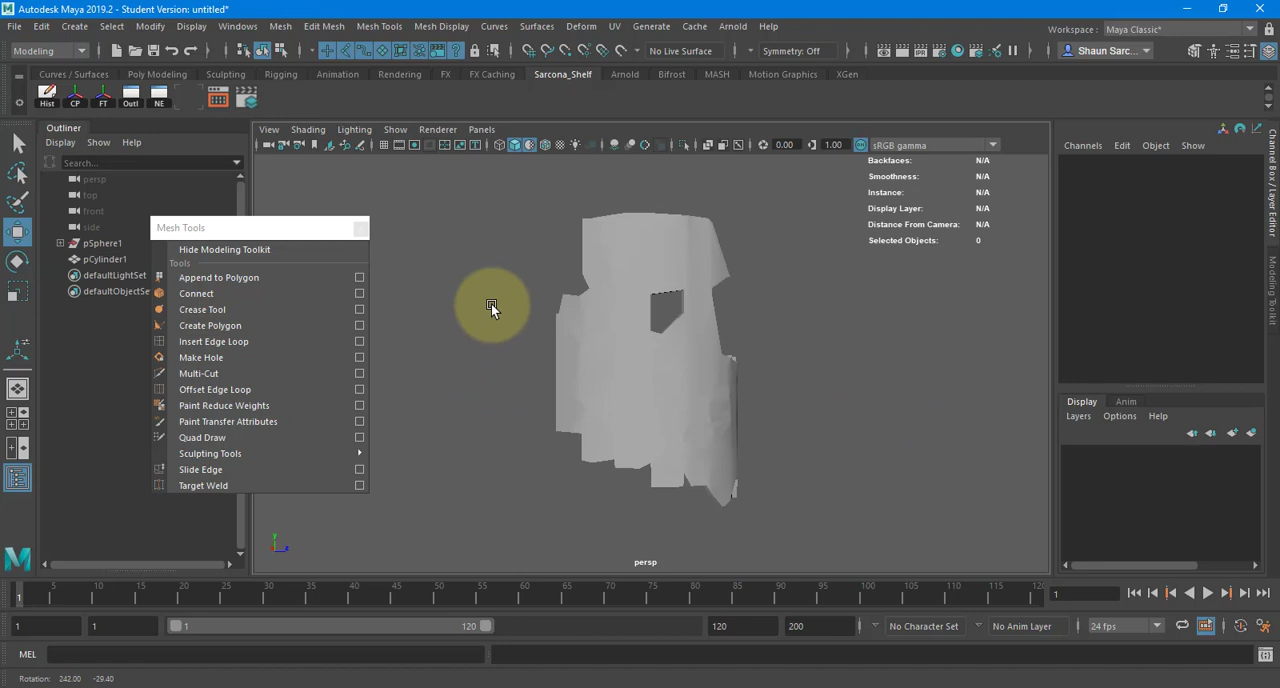 Autodesk Maya 2019.2 - Student Version: untitled*
File Edit Create Select Modify Display Windows Mesh Edit Mesh Mesh Tools Mesh Display Curves Surfaces Deform UV Generate Cache Arnold Help Workspace : Maya Classic*
Modeling No Live Surface Symmetry: Off Shaun Sarc...
Curves / Surfaces Poly Modeling Sculpting Rigging Animation Rendering FX FX Caching Sarcona_Shelf Arnold Bifrost MASH Motion Graphics XGen
Hist CP FT Outl NE
Outliner
Display Show Help
Search...
persp
top
front
side
pSphere1
pCylinder1
defaultLightSet
defaultObjectSe
Mesh Tools
Hide Modeling Toolkit
Tools
Append to Polygon
Connect
Crease Tool
Create Polygon
Insert Edge Loop
Make Hole
Multi-Cut
Offset Edge Loop
Paint Reduce Weights
Paint Transfer Attributes
Quad Draw
Sculpting Tools
Slide Edge
Target Weld
View Shading Lighting Show Renderer Panels
0.00 1.00 sRGB gamma
Backfaces: N/A
Smoothness: N/A
Instance: N/A
Display Layer: N/A
Distance From Camera: N/A
Selected Objects: 0
y
z
persp
Channels Edit Object Show
Display Anim
Layers Options Help
Channel Box / Layer Editor
Modeling Toolkit
1 5 10 15 20 25 30 35 40 45 50 55 60 65 70 75 80 85 90 95 100 105 110 115 120 1
1 1 1 120 120 200 No Character Set No Anim Layer 24 fps
MEL
Rotation: 242.00 -29.40